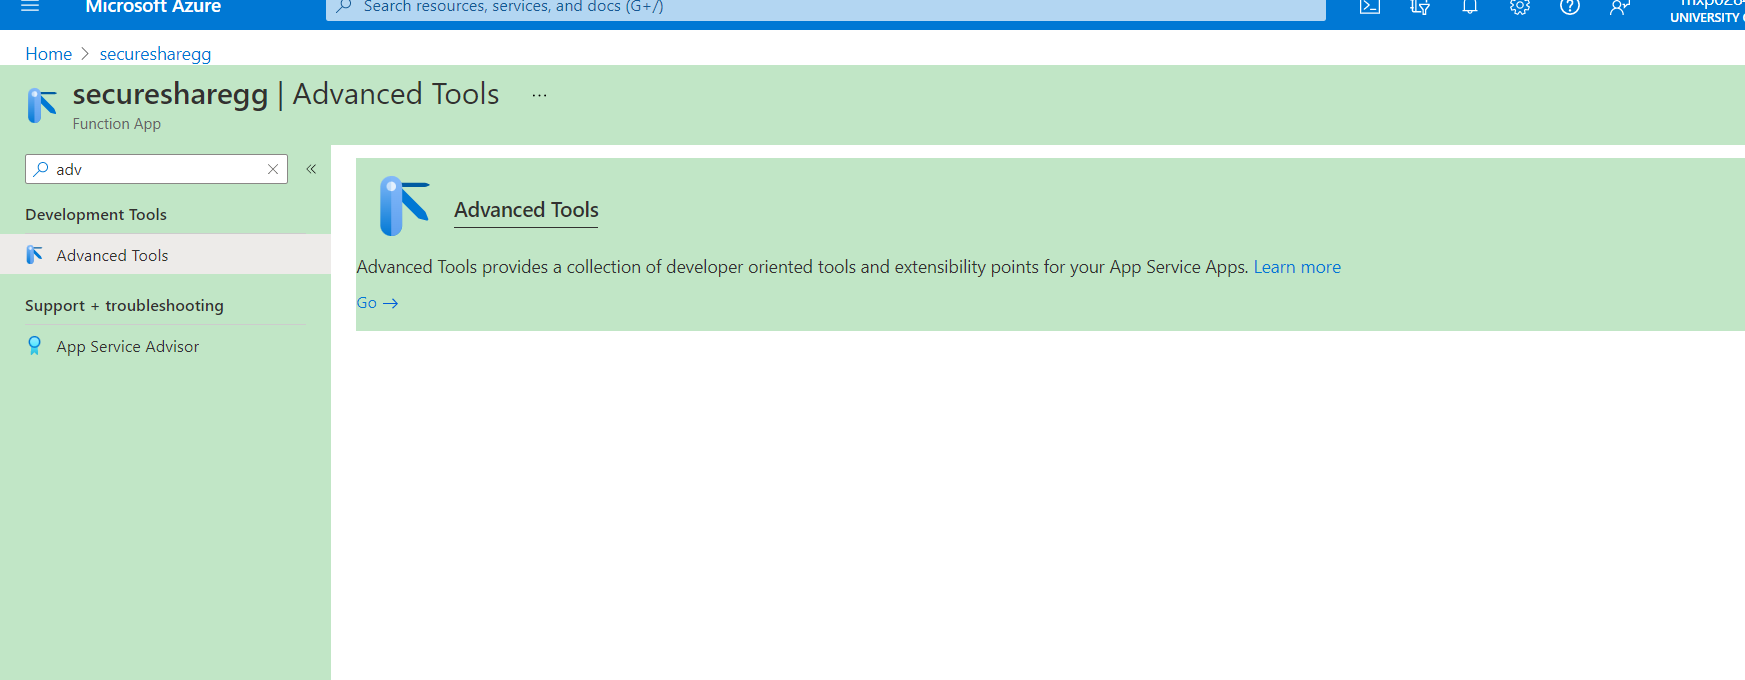 Microsoft Azure
Search resources, services, and docs (G+/)
UNIVERSITY
Home > securesharegg
securesharegg | Advanced Tools ...
Function App
adv
Development Tools
Advanced Tools
Support + troubleshooting
App Service Advisor
Advanced Tools
Advanced Tools provides a collection of developer oriented tools and extensibility points for your App Service Apps. Learn more
Go →